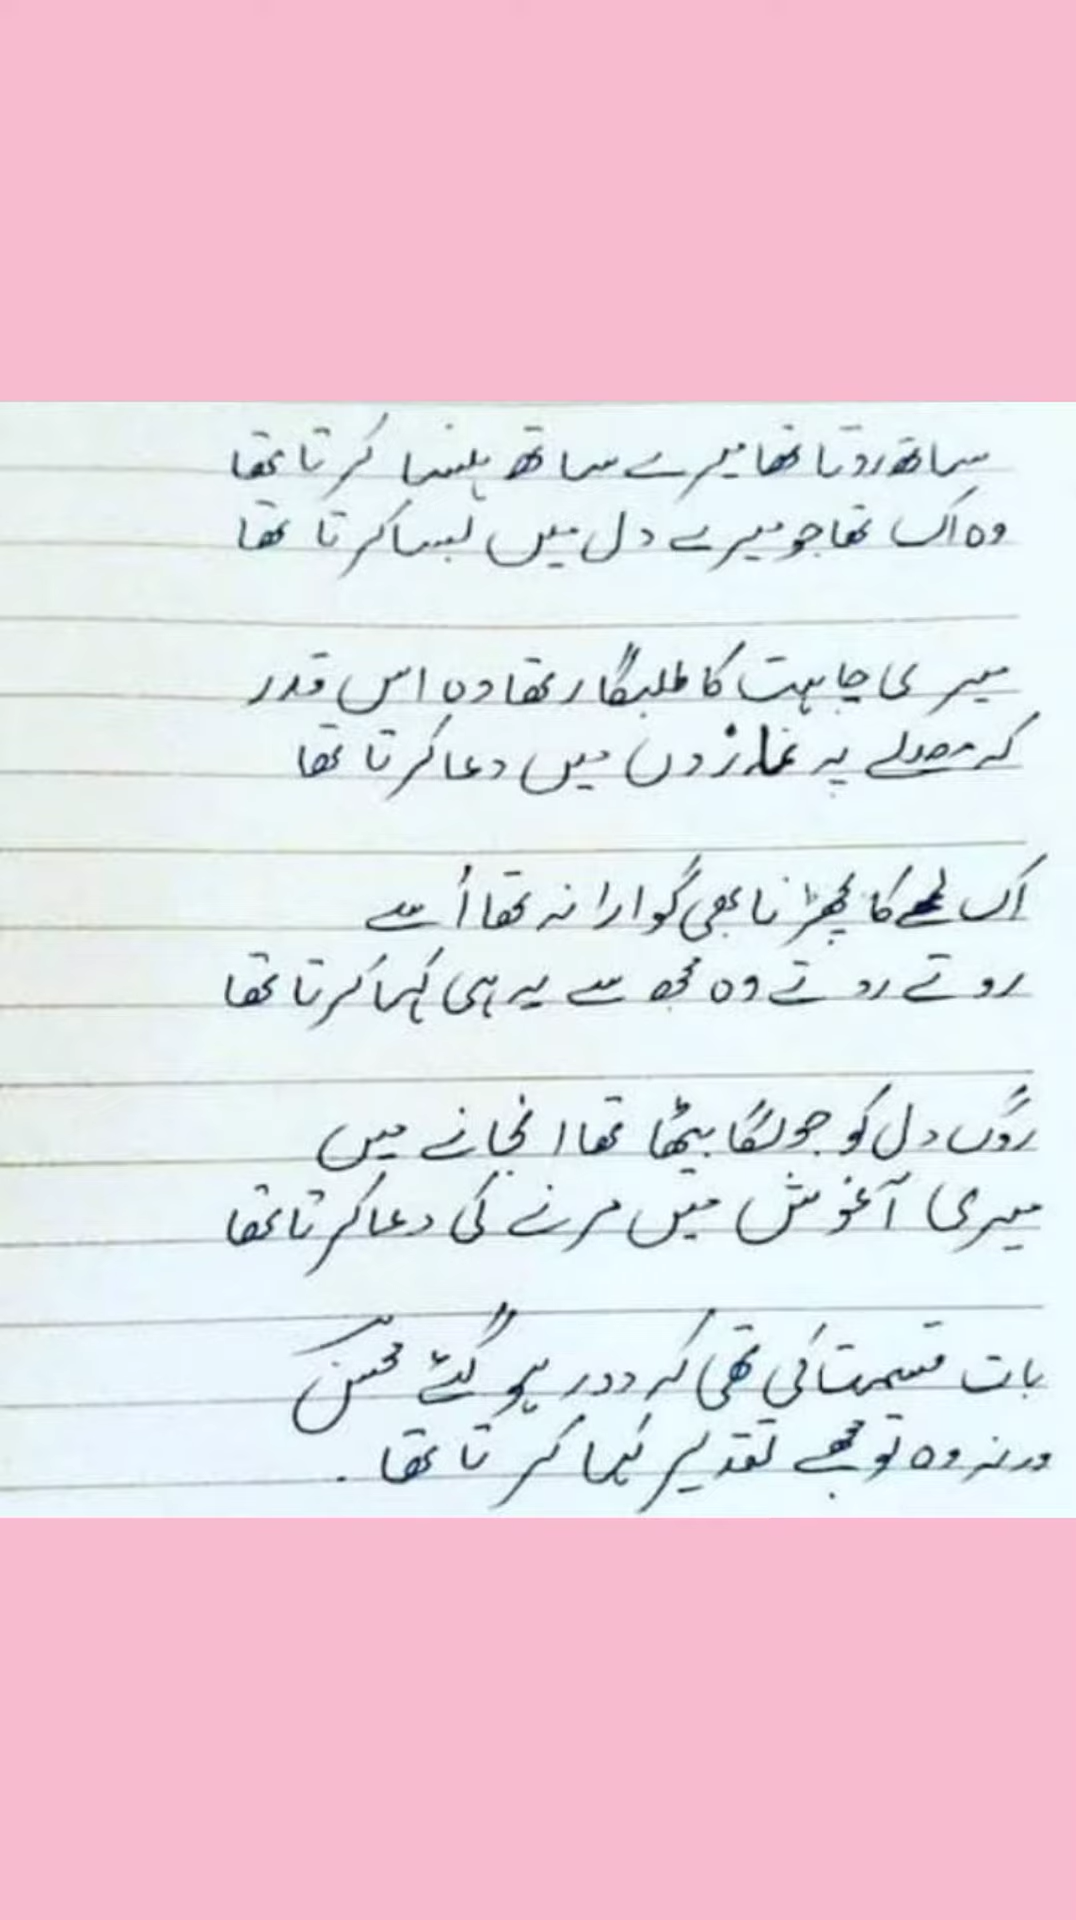 ساتھ روتا تھا میرے ساتھ ہنسا کرتا تھا
وہ اک تھا جو میرے دل میں بسا کرتا تھا
میری چاہت کا طلبگار تھا وہ اس قدر
کہ مصلے پہ نمازوں میں دعا کرتا تھا
اک لمحے کا بچھڑنا بھی گوارا نہ تھا اُسے
روتے روتے وہ مجھ سے یہ ہی کہا کرتا تھا
روگ دل کو جو لگا بیٹھا تھا انجانے میں
میری آغوش میں مرنے کی دعا کرتا تھا
بات قسمت کی تھی کہ دور ہو گئے محسن
ورنہ وہ تو مجھے تقدیر کہا کرتا تھا.